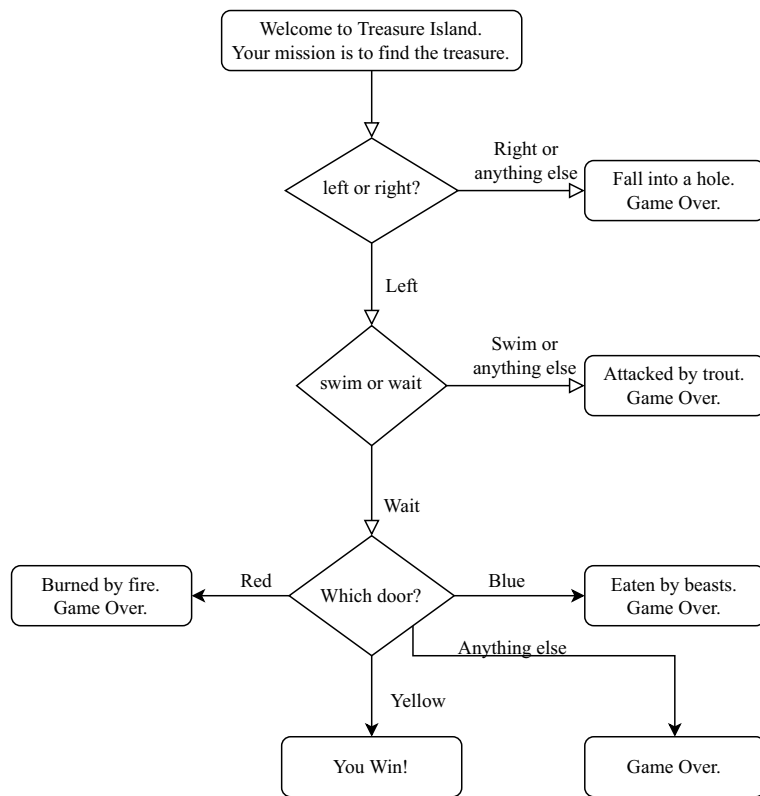 Welcome to Treasure Island.
Your mission is to find the treasure.
left or right?
Right or
anything else
Fall into a hole.
Game Over.
Left
swim or wait
Swim or
anything else
Attacked by trout.
Game Over.
Wait
Which door?
Red
Burned by fire.
Game Over.
Blue
Eaten by beasts.
Game Over.
Anything else
Game Over.
Yellow
You Win!